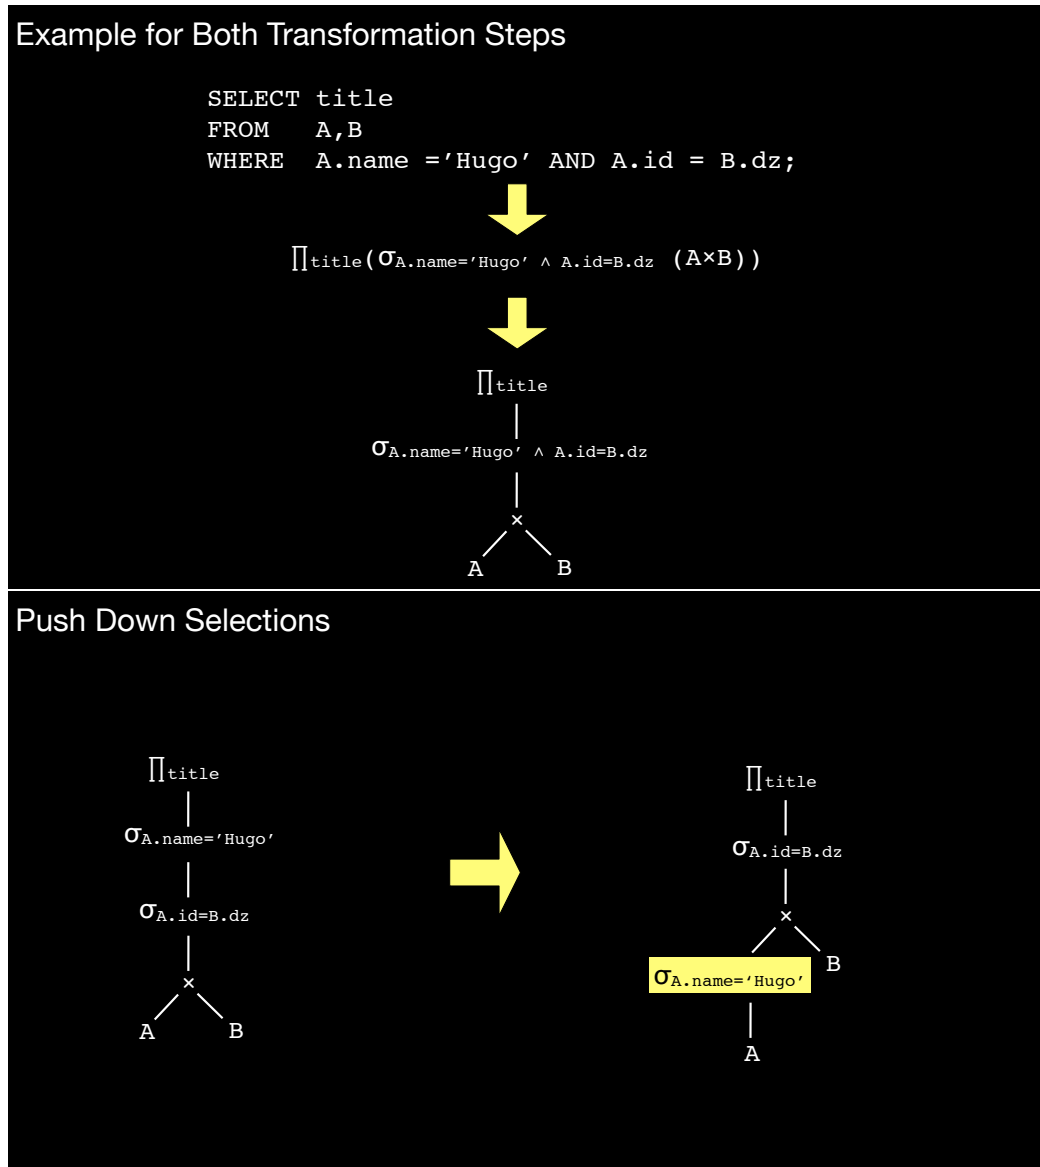 Example for Both Transformation Steps
SELECT title
FROM   A,B
WHERE  A.name =’Hugo’ AND A.id = B.dz;
∏title(σA.name=’Hugo’ ∧ A.id=B.dz (A×B))
∏title
σA.name=’Hugo’ ∧ A.id=B.dz
×
A B
Push Down Selections
∏title
σA.name=’Hugo’
σA.id=B.dz
×
A B
∏title
σA.id=B.dz
×
B
σA.name=‘Hugo’
A